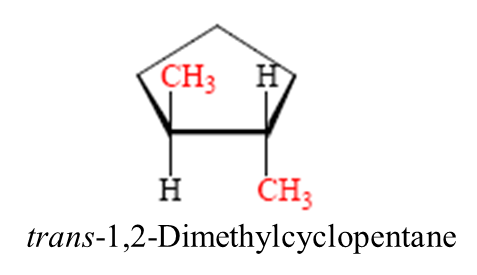 CH₃ H
H CH₃
trans-1,2-Dimethylcyclopentane